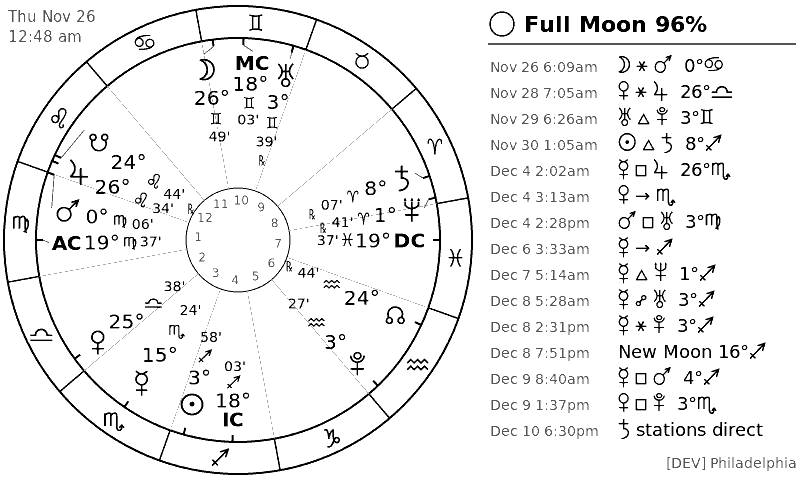 Thu Nov 26
12:48 am
☽ 26° ♊ 49'
MC 18° ♊ 03'
♅ 3° ♊ 39' ℞
♋
♊
♉
♌
♈
♍
♓
♎
♒
♏
♐
♑
☋ 24° ♌ 44' ℞
♃ 26° ♌ 34'
♂ 0° ♍ 06'
AC 19° ♍ 37'
♄ 8° ♈ 07' ℞
♆ 1° ♈ 41' ℞
DC 19° ♓ 37'
12 11 10 9
1 8
2 7
3 4 5 6
♀ 25° ♎ 38'
☿ 15° ♏ 24'
☉ 3° ♐ 58'
IC 18° ♐ 03'
☊ 24° ♒ 44' ℞
♇ 3° ♒ 27'
Full Moon 96%
Nov 26 6:09am ☽ ⚹ ♂ 0°♋
Nov 28 7:05am ♀ ⚹ ♃ 26°♎
Nov 29 6:26am ♅ △ ⯓ 3°♊
Nov 30 1:05am ☉ △ ♄ 8°♐
Dec 4 2:02am ☿ □ ♃ 26°♏
Dec 4 3:13am ♀ → ♏
Dec 4 2:28pm ♂ □ ♅ 3°♍
Dec 6 3:33am ☿ → ♐
Dec 7 5:14am ☿ △ ♆ 1°♐
Dec 8 5:28am ☿ ☍ ♅ 3°♐
Dec 8 2:31pm ☿ ⚹ ⯓ 3°♐
Dec 8 7:51pm New Moon 16°♐
Dec 9 8:40am ☿ □ ♂ 4°♐
Dec 9 1:37pm ♀ □ ⯓ 3°♏
Dec 10 6:30pm ♄ stations direct
[DEV] Philadelphia